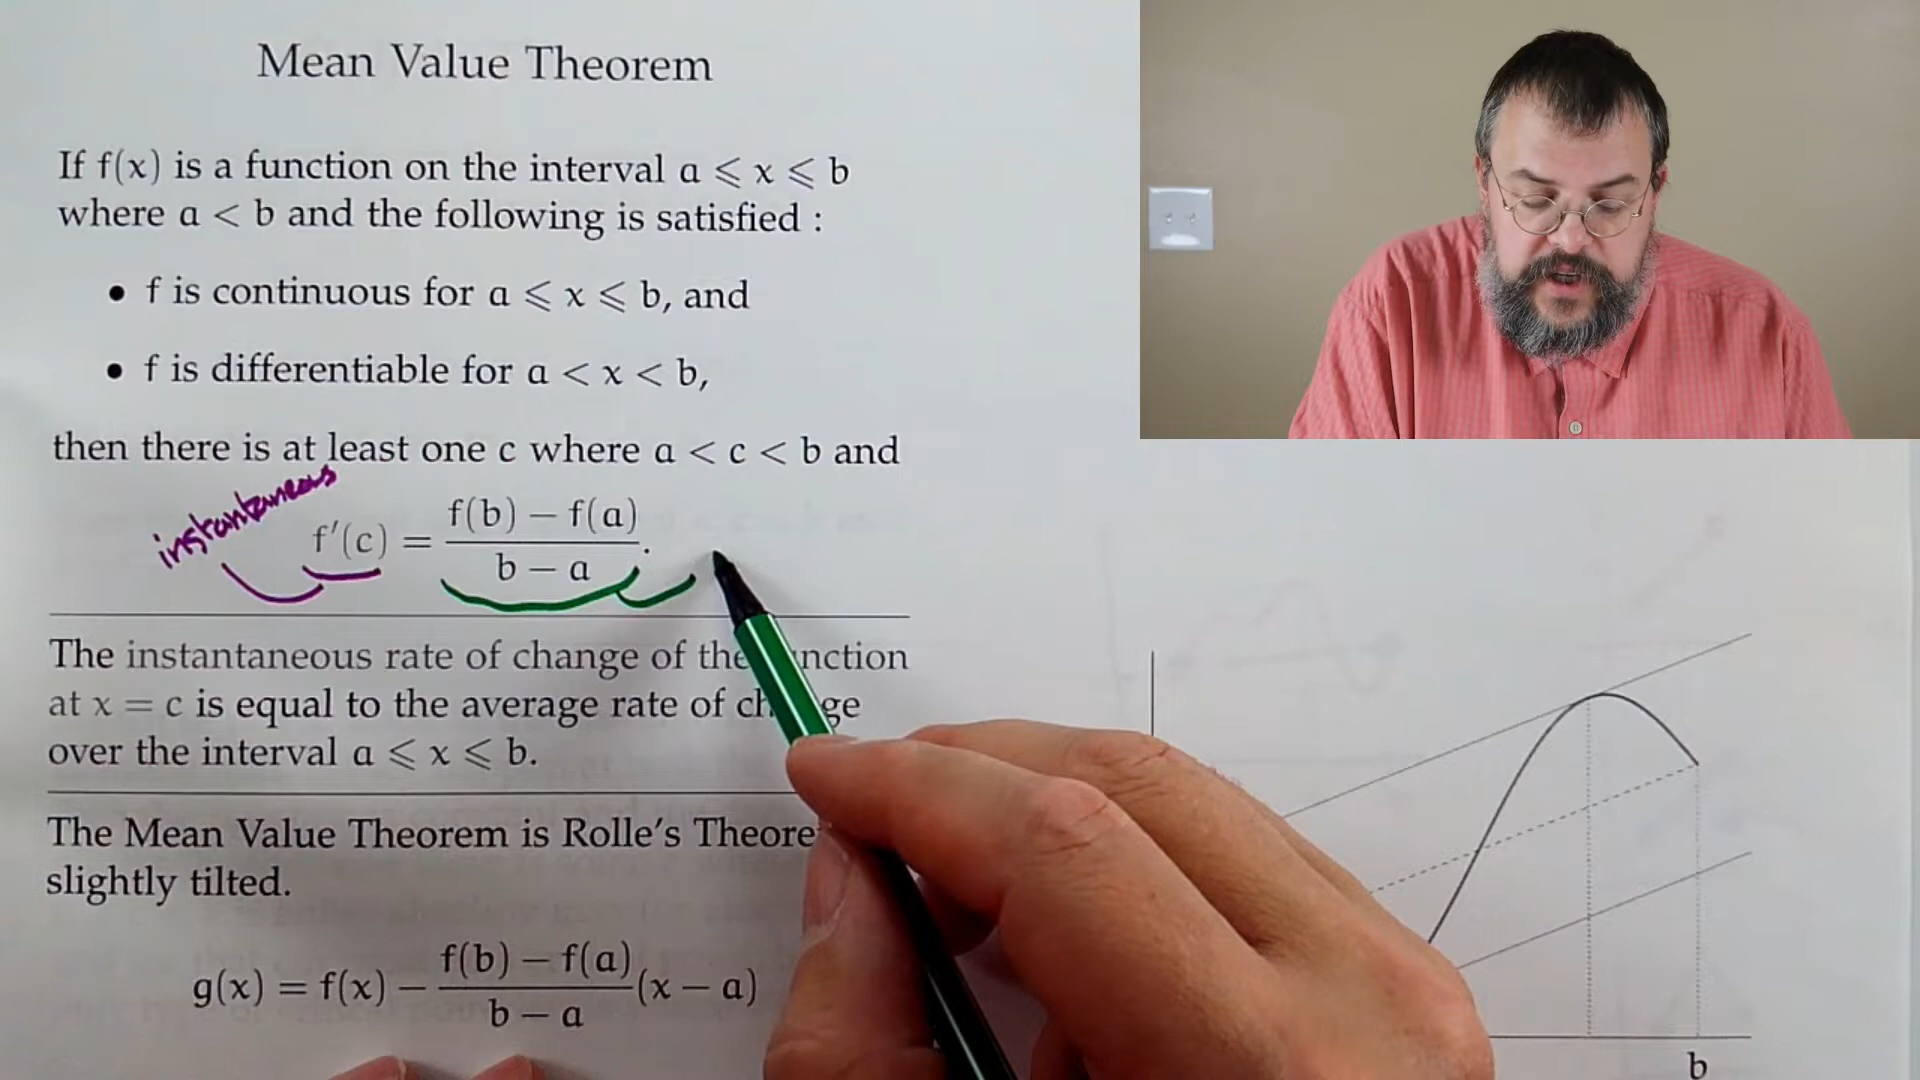 Mean Value Theorem
If f(x) is a function on the interval a ⩽ x ⩽ b
where a < b and the following is satisfied :
• f is continuous for a ⩽ x ⩽ b, and
• f is differentiable for a < x < b,
then there is at least one c where a < c < b and
instantaneous
f′(c) = \frac{f(b) − f(a)}{b − a}.
The instantaneous rate of change of the
at x = c is equal to the average rate of
over the interval a ⩽ x ⩽ b.
The Mean Value Theorem is Rolle's
slightly tilted.
g(x) = f(x) − \frac{f(b) − f(a)}{b − a}(x − a)
b